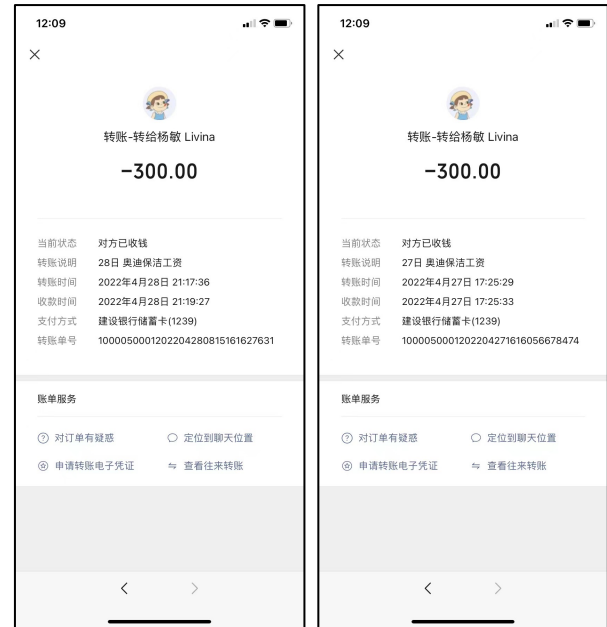 12:09
转账-转给杨敏 Livina
-300.00
当前状态 对方已收钱
转账说明 28日 奥迪保洁工资
转账时间 2022年4月28日 21:17:36
收款时间 2022年4月28日 21:19:27
支付方式 建设银行储蓄卡(1239)
转账单号 1000050001202204280815161627631
账单服务
对订单有疑惑 定位到聊天位置
申请转账电子凭证 查看往来转账
12:09
转账-转给杨敏 Livina
-300.00
当前状态 对方已收钱
转账说明 27日 奥迪保洁工资
转账时间 2022年4月27日 17:25:29
收款时间 2022年4月27日 17:25:33
支付方式 建设银行储蓄卡(1239)
转账单号 1000050001202204271616056678474
账单服务
对订单有疑惑 定位到聊天位置
申请转账电子凭证 查看往来转账